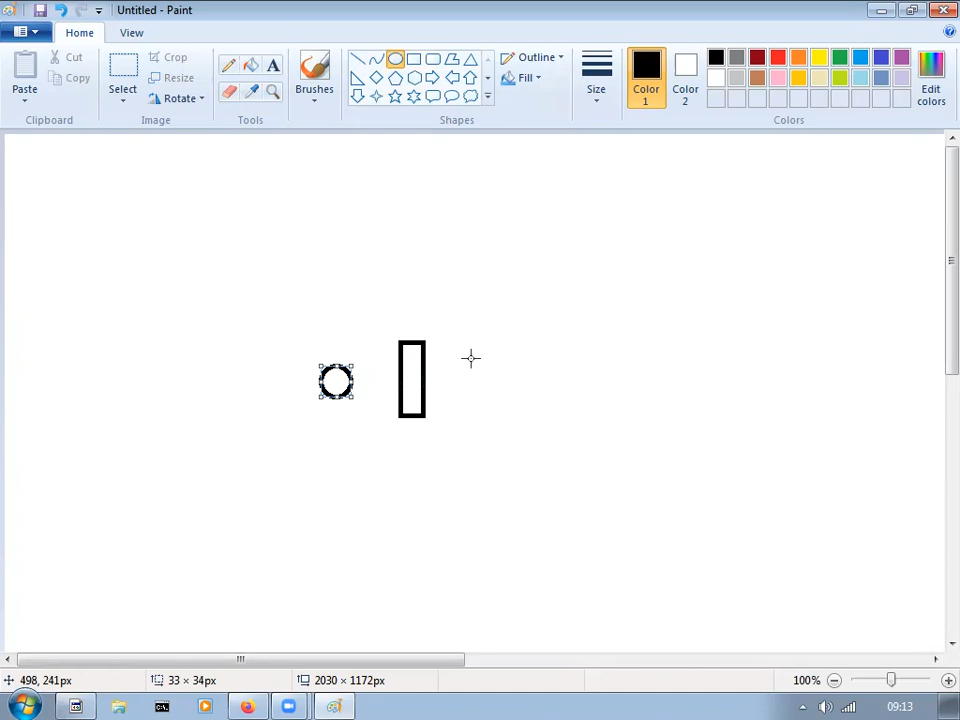 Untitled - Paint
Home View
Paste Cut Copy Select Crop Resize Rotate A Brushes Outline Fill Size Color 1 Color 2 Edit colors
Clipboard Image Tools Shapes Colors
498, 241px 33 × 34px 2030 × 1172px 100%
C:\
09:13